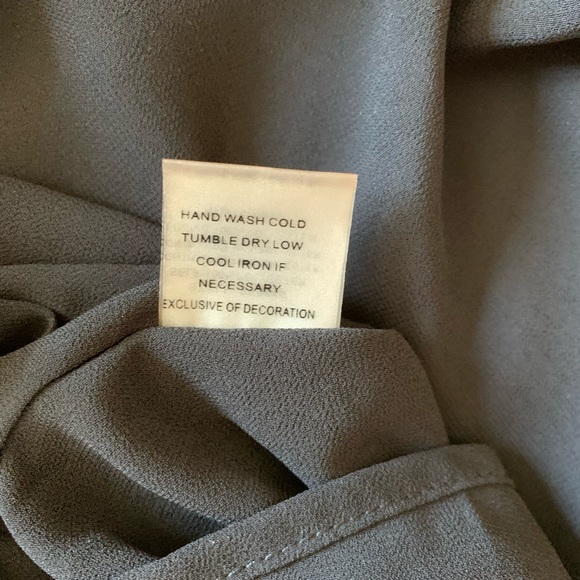 HAND WASH COLD
TUMBLE DRY LOW
COOL IRON IF
NECESSARY
EXCLUSIVE OF DECORATION